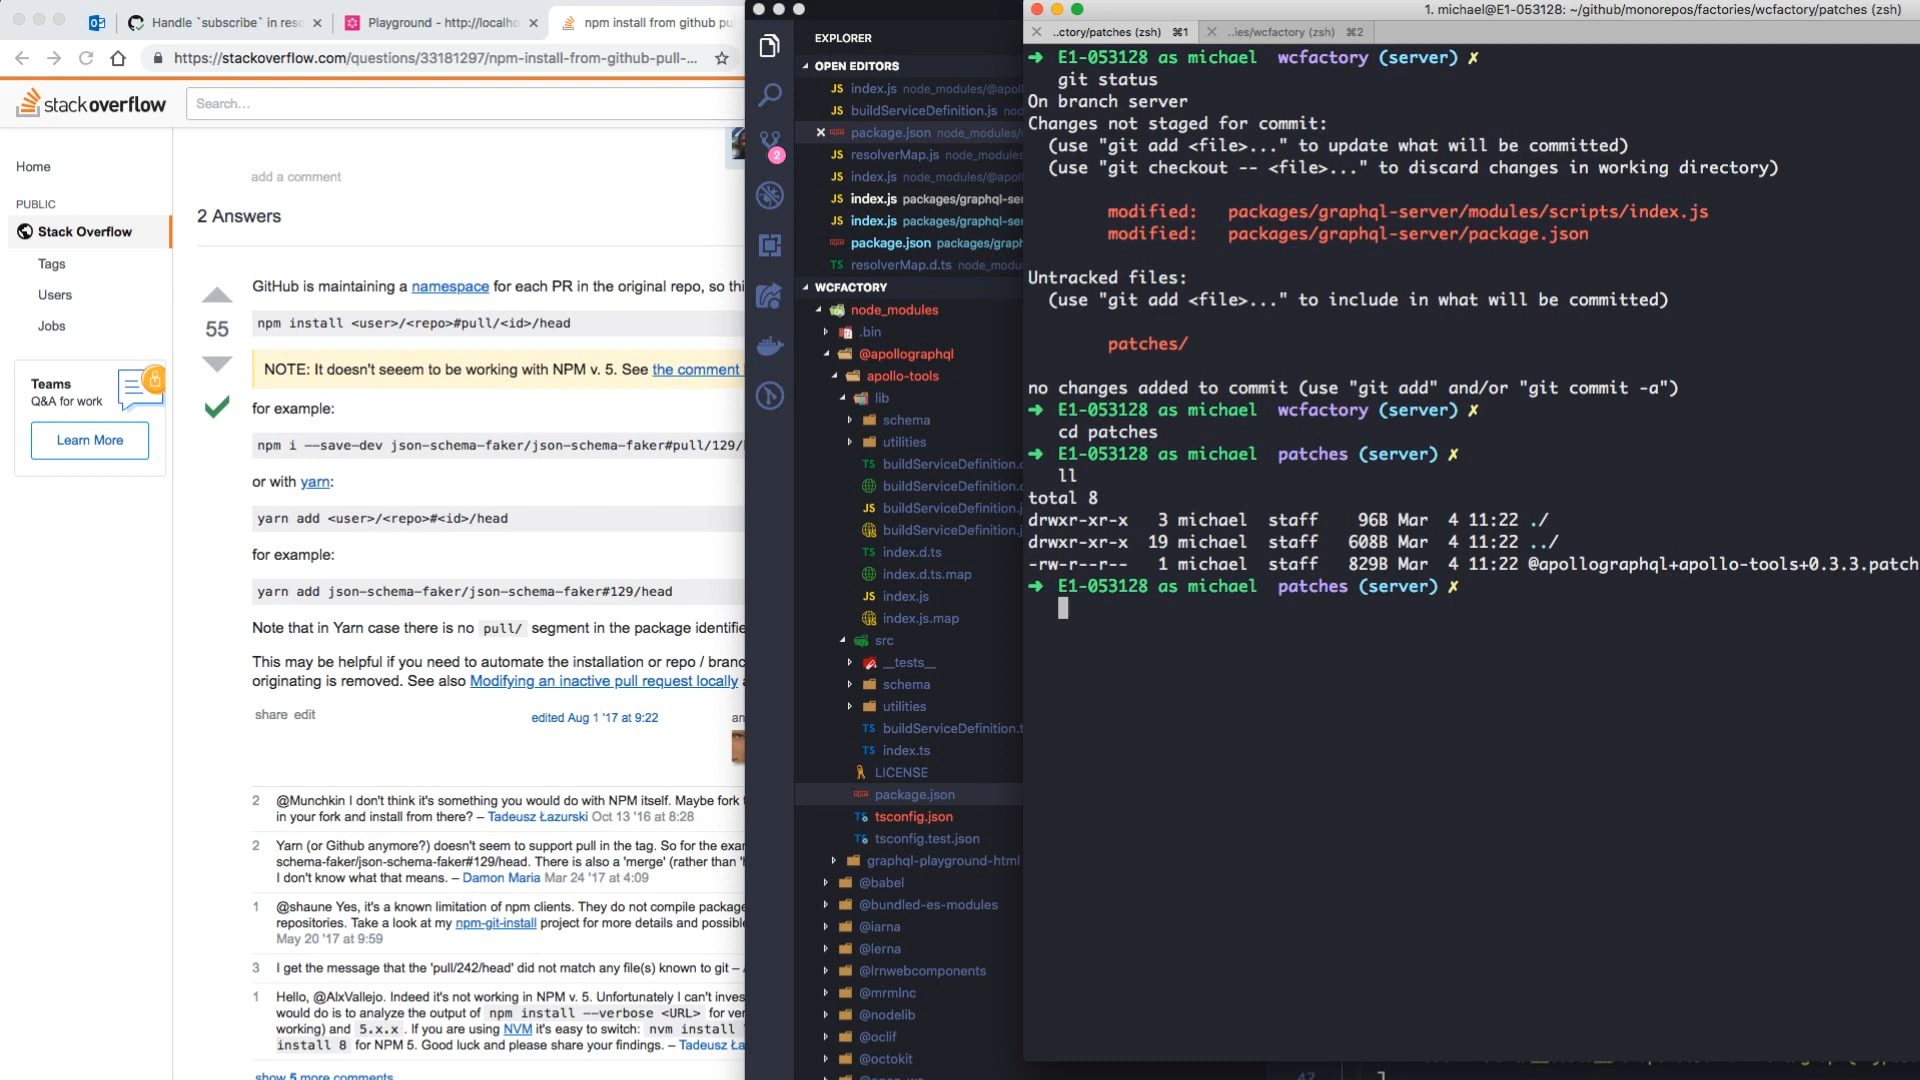 Handle `subscribe` in reso
Playground - http://localho
npm install from github pu
https://stackoverflow.com/questions/33181297/npm-install-from-github-pull-...
stackoverflow
Search...
Home
PUBLIC
Stack Overflow
Tags
Users
Jobs
Teams
Q&A for work
Learn More
add a comment
2 Answers
55
GitHub is maintaining a namespace for each PR in the original repo, so thi
npm install <user>/<repo>#pull/<id>/head
NOTE: It doesn't seeem to be working with NPM v. 5. See the comment
for example:
npm i --save-dev json-schema-faker/json-schema-faker#pull/129/
or with yarn:
yarn add <user>/<repo>#<id>/head
for example:
yarn add json-schema-faker/json-schema-faker#129/head
Note that in Yarn case there is no pull/ segment in the package identifie
This may be helpful if you need to automate the installation or repo / branc
originating is removed. See also Modifying an inactive pull request locally
share edit
edited Aug 1 '17 at 9:22
an
2 @Munchkin I don't think it's something you would do with NPM itself. Maybe fork
in your fork and install from there? – Tadeusz Łazurski Oct 13 '16 at 8:28
2 Yarn (or Github anymore?) doesn't seem to support pull in the tag. So for the exa
schema-faker/json-schema-faker#129/head. There is also a 'merge' (rather than '
I don't know what that means. – Damon Maria Mar 24 '17 at 4:09
1 @shaune Yes, it's a known limitation of npm clients. They do not compile package
repositories. Take a look at my npm-git-install project for more details and possible
May 20 '17 at 9:59
3 I get the message that the 'pull/242/head' did not match any file(s) known to git –
1 Hello, @AlxVallejo. Indeed it's not working in NPM v. 5. Unfortunately I can't inves
would do is to analyze the output of npm install --verbose <URL> for ver
working) and 5.x.x . If you are using NVM it's easy to switch: nvm install
install 8 for NPM 5. Good luck and please share your findings. – Tadeusz Ła
show 5 more comments
2
EXPLORER
OPEN EDITORS
JS index.js node_modules/@apol
JS buildServiceDefinition.js nod
package.json node_modules/
JS resolverMap.js node_modules
JS index.js node_modules/@apol
JS index.js packages/graphql-se
JS index.js packages/graphql-se
package.json packages/graph
TS resolverMap.d.ts node_modu
WCFACTORY
node_modules
.bin
@apollographql
apollo-tools
lib
schema
utilities
TS buildServiceDefinition.
buildServiceDefinition.
JS buildServiceDefinition.
buildServiceDefinition.
TS index.d.ts
index.d.ts.map
JS index.js
index.js.map
src
__tests__
schema
utilities
TS buildServiceDefinition.t
TS index.ts
LICENSE
package.json
tsconfig.json
tsconfig.test.json
graphql-playground-html
@babel
@bundled-es-modules
@iarna
@lerna
@lrnwebcomponents
@mrmlnc
@nodelib
@oclif
@octokit
1. michael@E1-053128: ~/github/monorepos/factories/wcfactory/patches (zsh)
..ctory/patches (zsh) ⌘1
..ies/wcfactory (zsh) ⌘2
➜ E1-053128 as michael wcfactory (server) ✗
git status
On branch server
Changes not staged for commit:
(use "git add <file>..." to update what will be committed)
(use "git checkout -- <file>..." to discard changes in working directory)
modified: packages/graphql-server/modules/scripts/index.js
modified: packages/graphql-server/package.json
Untracked files:
(use "git add <file>..." to include in what will be committed)
patches/
no changes added to commit (use "git add" and/or "git commit -a")
➜ E1-053128 as michael wcfactory (server) ✗
cd patches
➜ E1-053128 as michael patches (server) ✗
ll
total 8
drwxr-xr-x 3 michael staff 96B Mar 4 11:22 ./
drwxr-xr-x 19 michael staff 608B Mar 4 11:22 ../
-rw-r--r-- 1 michael staff 829B Mar 4 11:22 @apollographql+apollo-tools+0.3.3.patch
➜ E1-053128 as michael patches (server) ✗
42